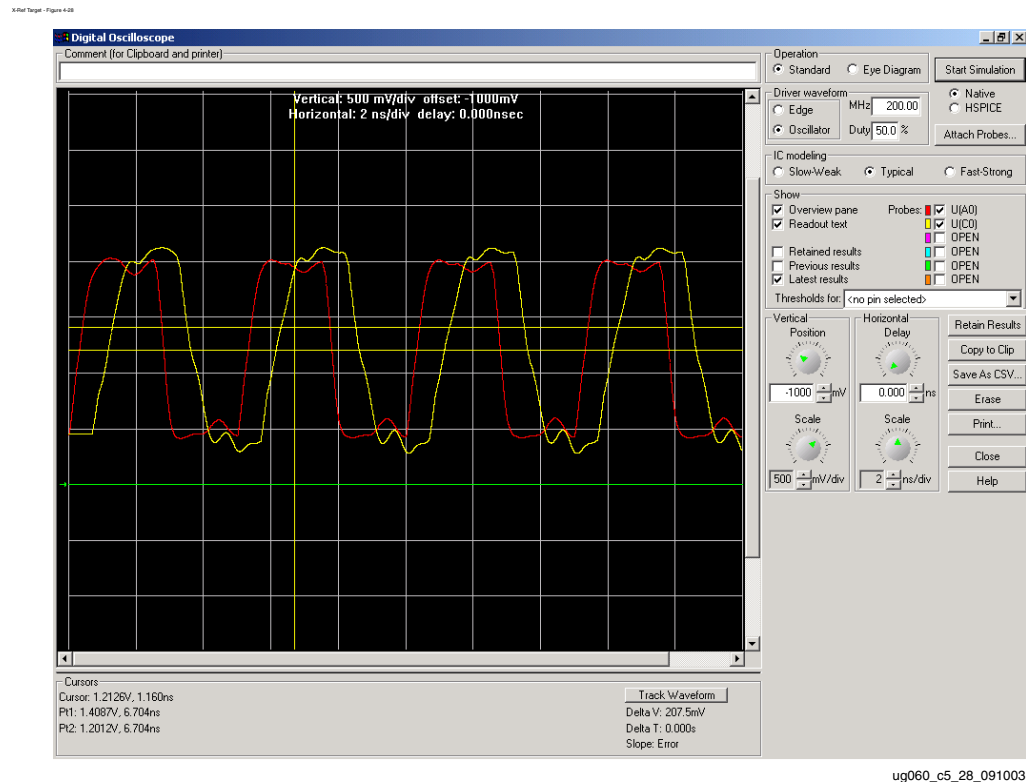 X-Ref Target - Figure 4-28
Digital Oscilloscope
Comment (for Clipboard and printer)
Vertical: 500 mV/div offset: -1000mV
Horizontal: 2 ns/div delay: 0.000nsec
Operation
Standard
Eye Diagram
Start Simulation
Driver waveform
Edge
Oscillator
MHz
200.00
Duty
50.0
%
Native
HSPICE
Attach Probes...
IC modeling
Slow-Weak
Typical
Fast-Strong
Show
Overview pane
Readout text
Retained results
Previous results
Latest results
Probes:
U(A0)
U(C0)
OPEN
OPEN
OPEN
OPEN
Thresholds for:
<no pin selected>
Vertical
Position
-1000
mV
Scale
500
mV/div
Horizontal
Delay
0.000
ns
Scale
2
ns/div
Retain Results
Copy to Clip
Save As CSV...
Erase
Print...
Close
Help
Cursors
Cursor: 1.2126V, 1.160ns
Pt1: 1.4087V, 6.704ns
Pt2: 1.2012V, 6.704ns
Track Waveform
Delta V: 207.5mV
Delta T: 0.000s
Slope: Error
ug060_c5_28_091003